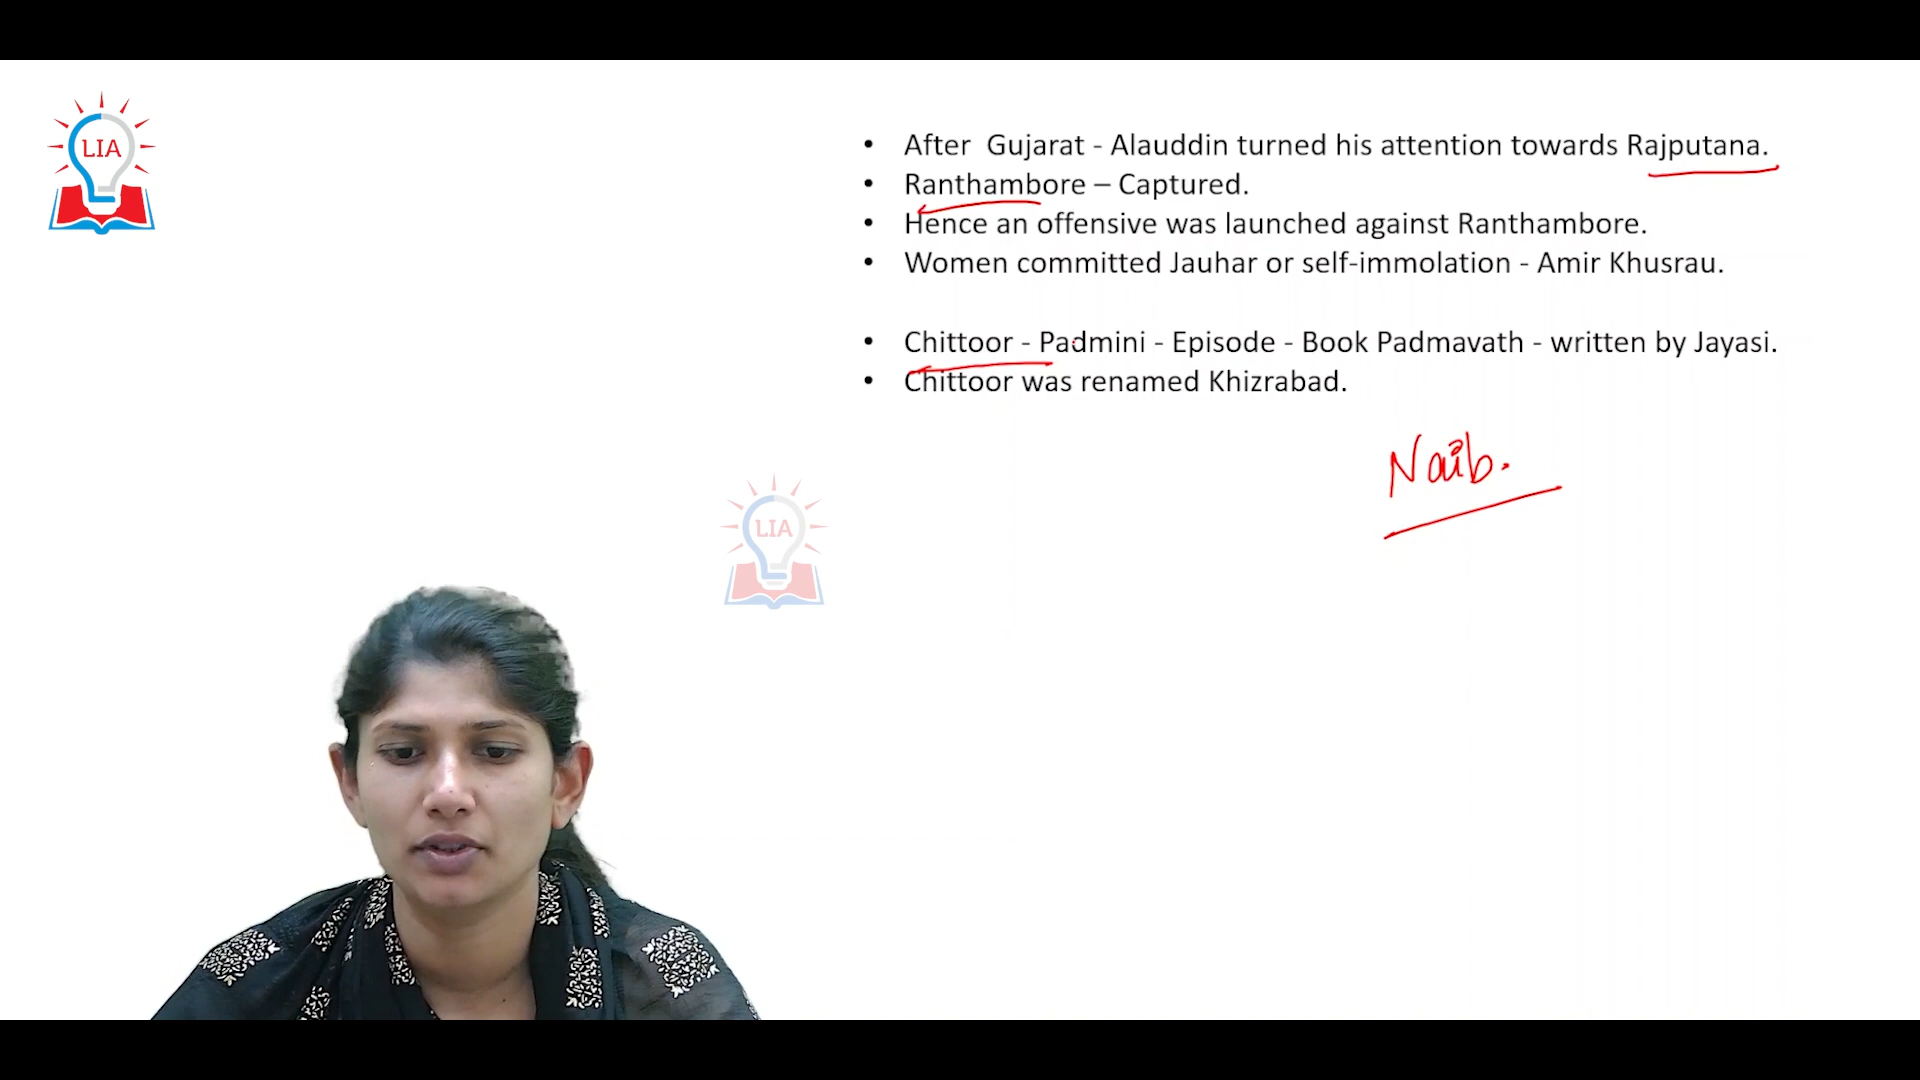 LIA
After Gujarat - Alauddin turned his attention towards Rajputana.
Ranthambore – Captured.
Hence an offensive was launched against Ranthambore.
Women committed Jauhar or self-immolation - Amir Khusrau.
Chittoor - Padmini - Episode - Book Padmavath - written by Jayasi.
Chittoor was renamed Khizrabad.
Naib.
LIA